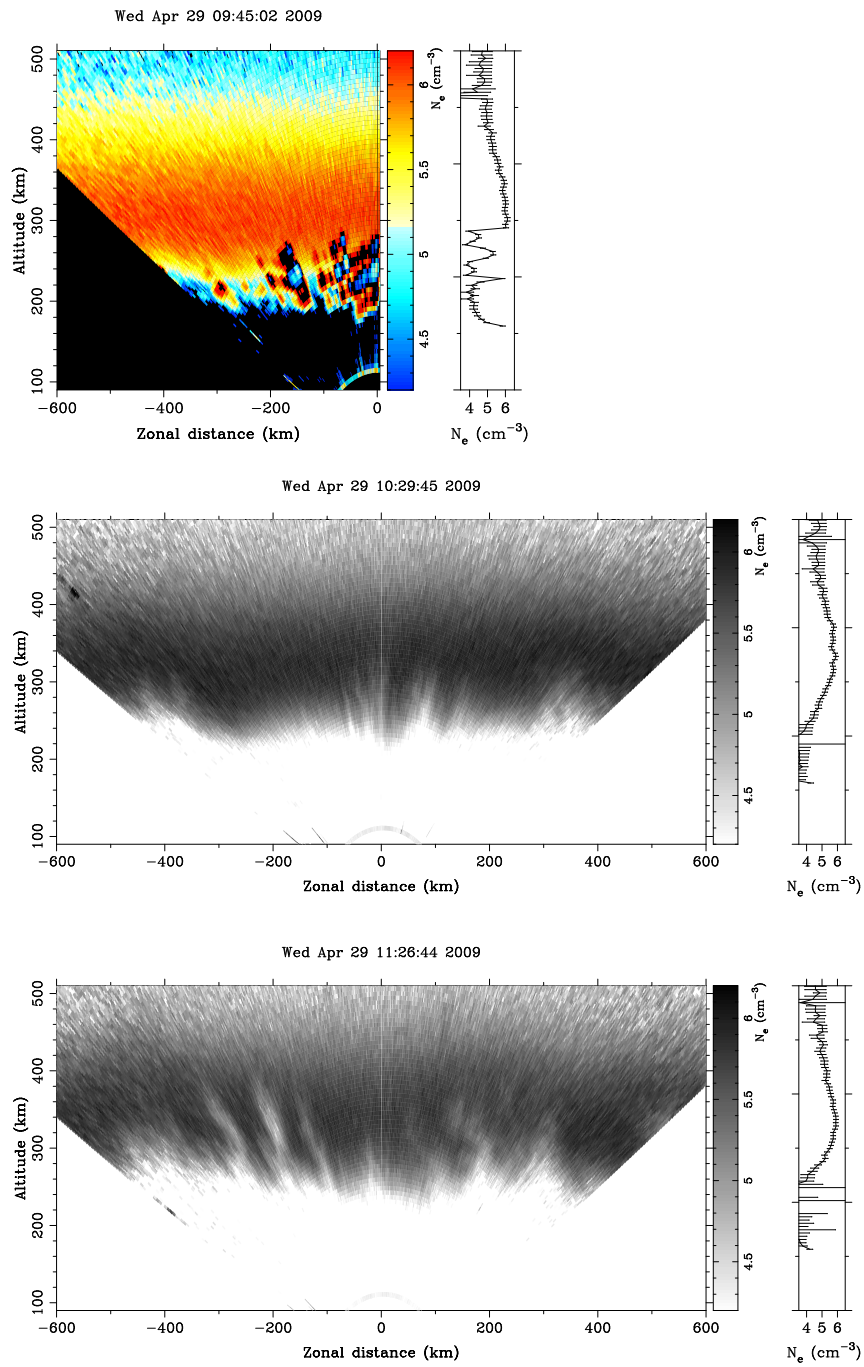 Wed Apr 29 09:45:02 2009
500
400
300
200
100
Altitude (km)
−600 −400 −200 0
Zonal distance (km)
6
5.5
5
4.5
Ne (cm−3)
4 5 6
Ne (cm−3)
Wed Apr 29 10:29:45 2009
500
400
300
200
100
Altitude (km)
−600 −400 −200 0 200 400 600
Zonal distance (km)
6
5.5
5
4.5
Ne (cm−3)
4 5 6
Ne (cm−3)
Wed Apr 29 11:26:44 2009
500
400
300
200
100
Altitude (km)
−600 −400 −200 0 200 400 600
Zonal distance (km)
6
5.5
5
4.5
Ne (cm−3)
4 5 6
Ne (cm−3)